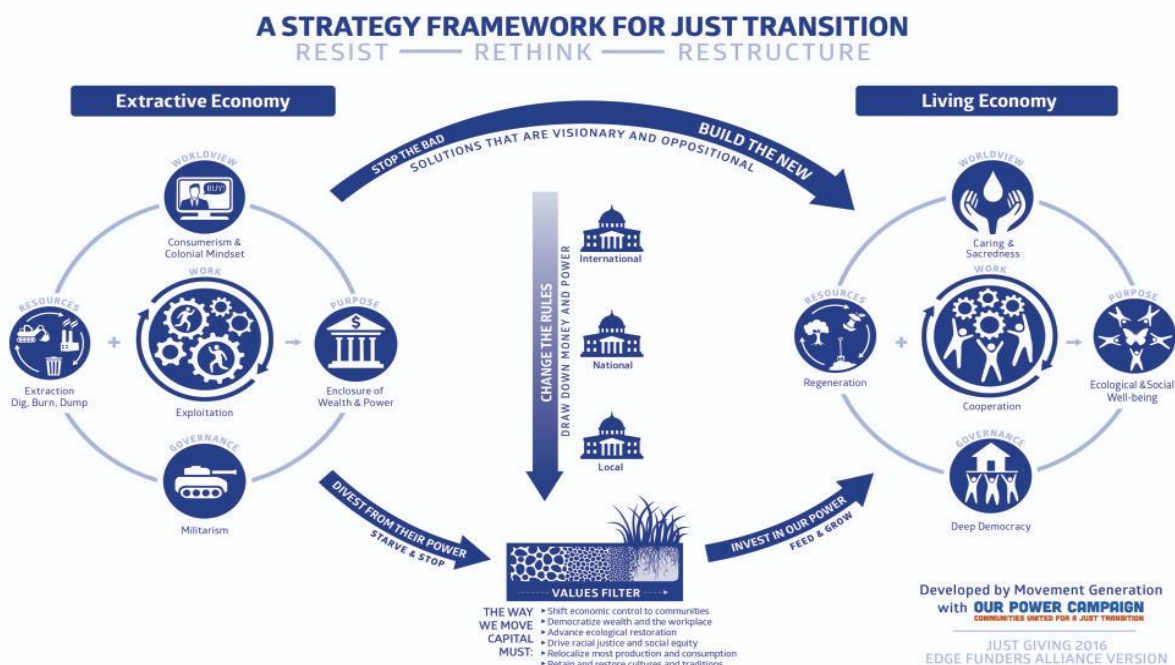 A STRATEGY FRAMEWORK FOR JUST TRANSITION
RESIST — RETHINK — RESTRUCTURE
Extractive Economy
WORLDVIEW
BUY!
Consumerism &
Colonial Mindset
RESOURCES
Extraction
Dig, Burn, Dump
+
WORK
Exploitation
PURPOSE
$
Enclosure of
Wealth & Power
GOVERNANCE
Militarism
STOP THE BAD
BUILD THE NEW
SOLUTIONS THAT ARE VISIONARY AND OPPOSITIONAL
CHANGE THE RULES
DRAW DOWN MONEY AND POWER
International
National
Local
DIVEST FROM THEIR POWER
STARVE & STOP
VALUES FILTER
INVEST IN OUR POWER
FEED & GROW
THE WAY
WE MOVE
CAPITAL
MUST:
▸ Shift economic control to communities
▸ Democratize wealth and the workplace
▸ Advance ecological restoration
▸ Drive racial justice and social equity
▸ Relocalize most production and consumption
▸ Retain and restore cultures and traditions
Living Economy
WORLDVIEW
Caring &
Sacredness
RESOURCES
Regeneration
+
WORK
Cooperation
PURPOSE
Ecological & Social
Well-being
GOVERNANCE
Deep Democracy
Developed by Movement Generation
with OUR POWER CAMPAIGN
COMMUNITIES UNITED FOR A JUST TRANSITION
JUST GIVING 2016
EDGE FUNDERS ALLIANCE VERSION